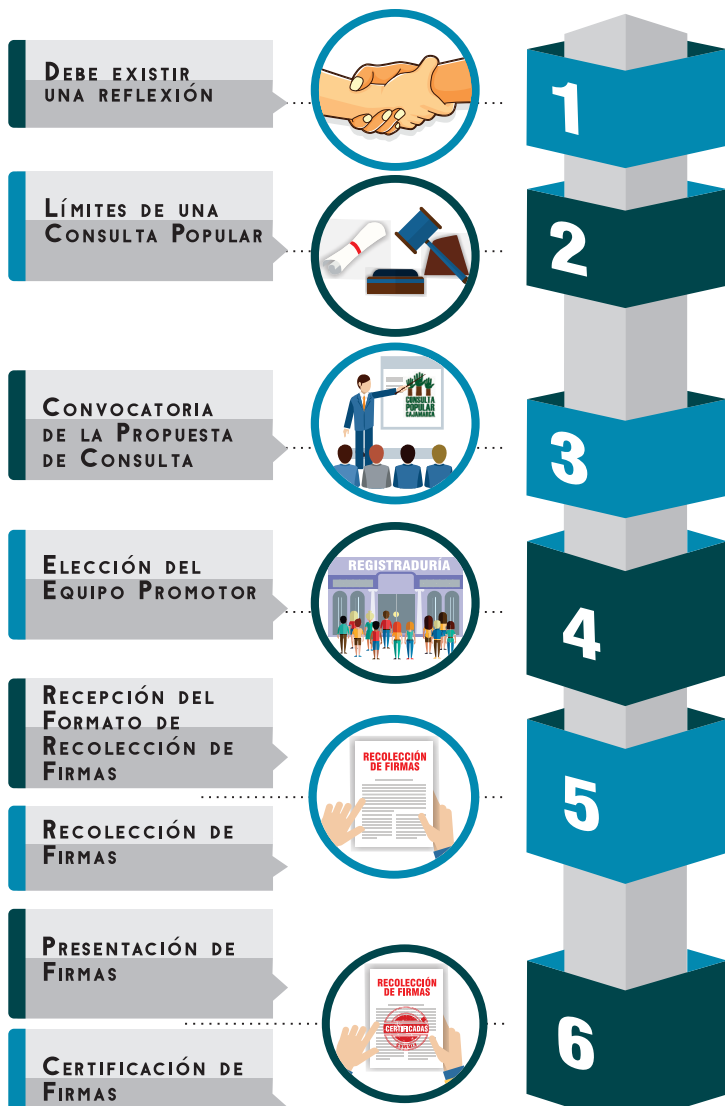 DEBE EXISTIR
UNA REFLEXIÓN
1
LÍMITES DE UNA
CONSULTA POPULAR
2
CONVOCATORIA
DE LA PROPUESTA
DE CONSULTA
CONSULTA
POPULAR
CAJAMARCA
3
ELECCIÓN DEL
EQUIPO PROMOTOR
REGISTRADURÍA
4
RECEPCIÓN DEL
FORMATO DE
RECOLECCIÓN DE
FIRMAS
RECOLECCIÓN DE
FIRMAS
RECOLECCIÓN
DE FIRMAS
5
PRESENTACIÓN DE
FIRMAS
CERTIFICACIÓN DE
FIRMAS
RECOLECCIÓN
DE FIRMAS
CERTIFICADAS
6